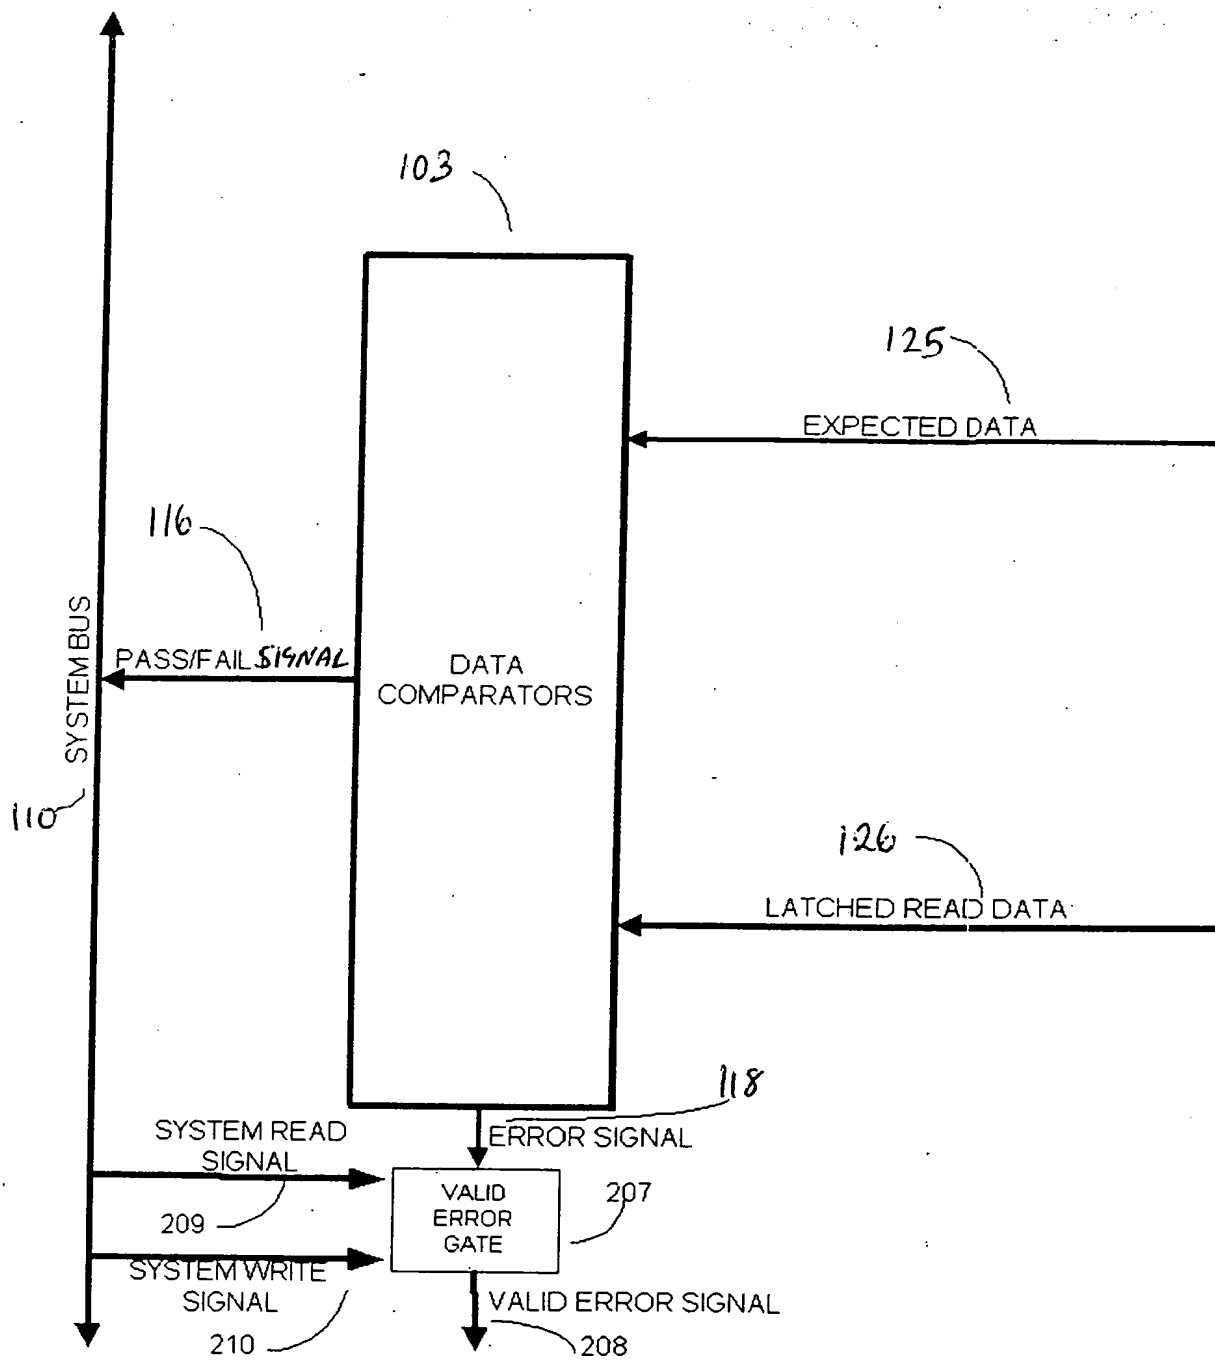 103
125
EXPECTED DATA
116
PASS/FAIL SIGNAL
SYSTEM BUS
110
DATA
COMPARATORS
126
LATCHED READ DATA
118
ERROR SIGNAL
SYSTEM READ
SIGNAL
209
VALID
ERROR
GATE
207
SYSTEM WRITE
SIGNAL
210
VALID ERROR SIGNAL
208